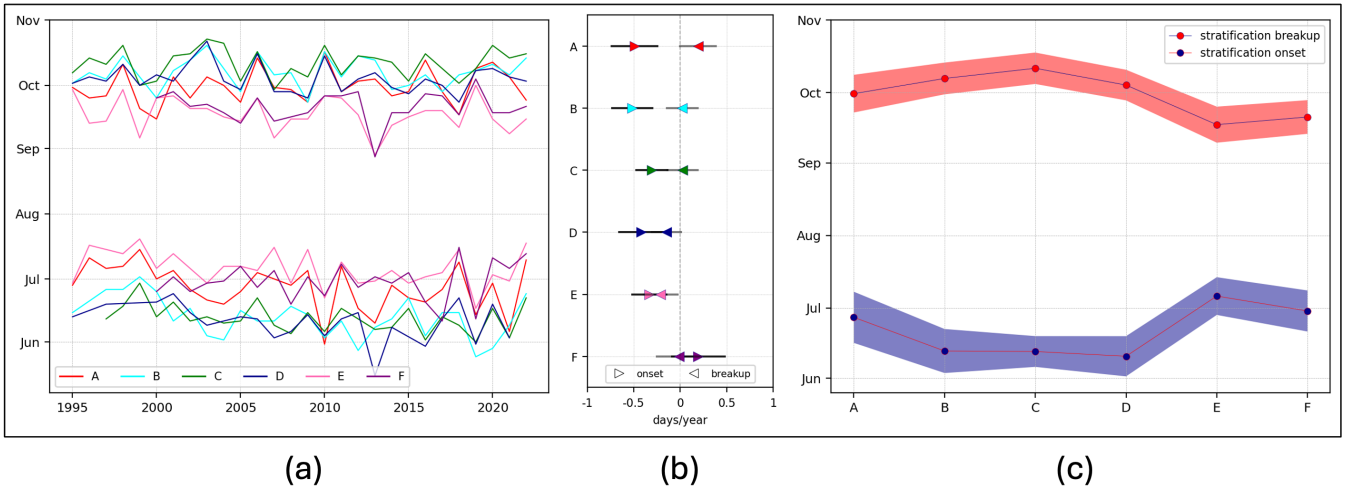 Nov
Oct
Sep
Aug
Jul
Jun
A B C D E F
1995 2000 2005 2010 2015 2020
A
B
C
D
E
F
onset breakup
-1 -0.5 0 0.5 1
days/year
Nov
Oct
Sep
Aug
Jul
Jun
stratification breakup
stratification onset
A B C D E F
(a) (b) (c)